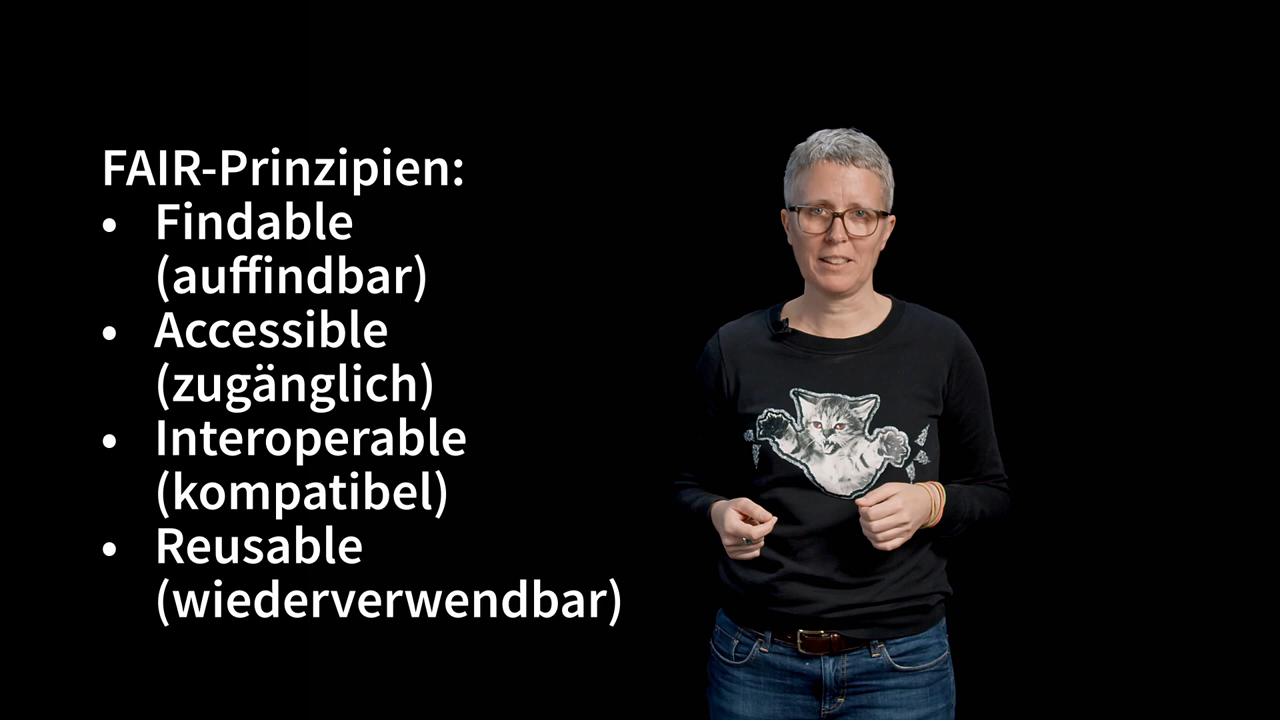 FAIR-Prinzipien:
• Findable
(auffindbar)
• Accessible
(zugänglich)
• Interoperable
(kompatibel)
• Reusable
(wiederverwendbar)